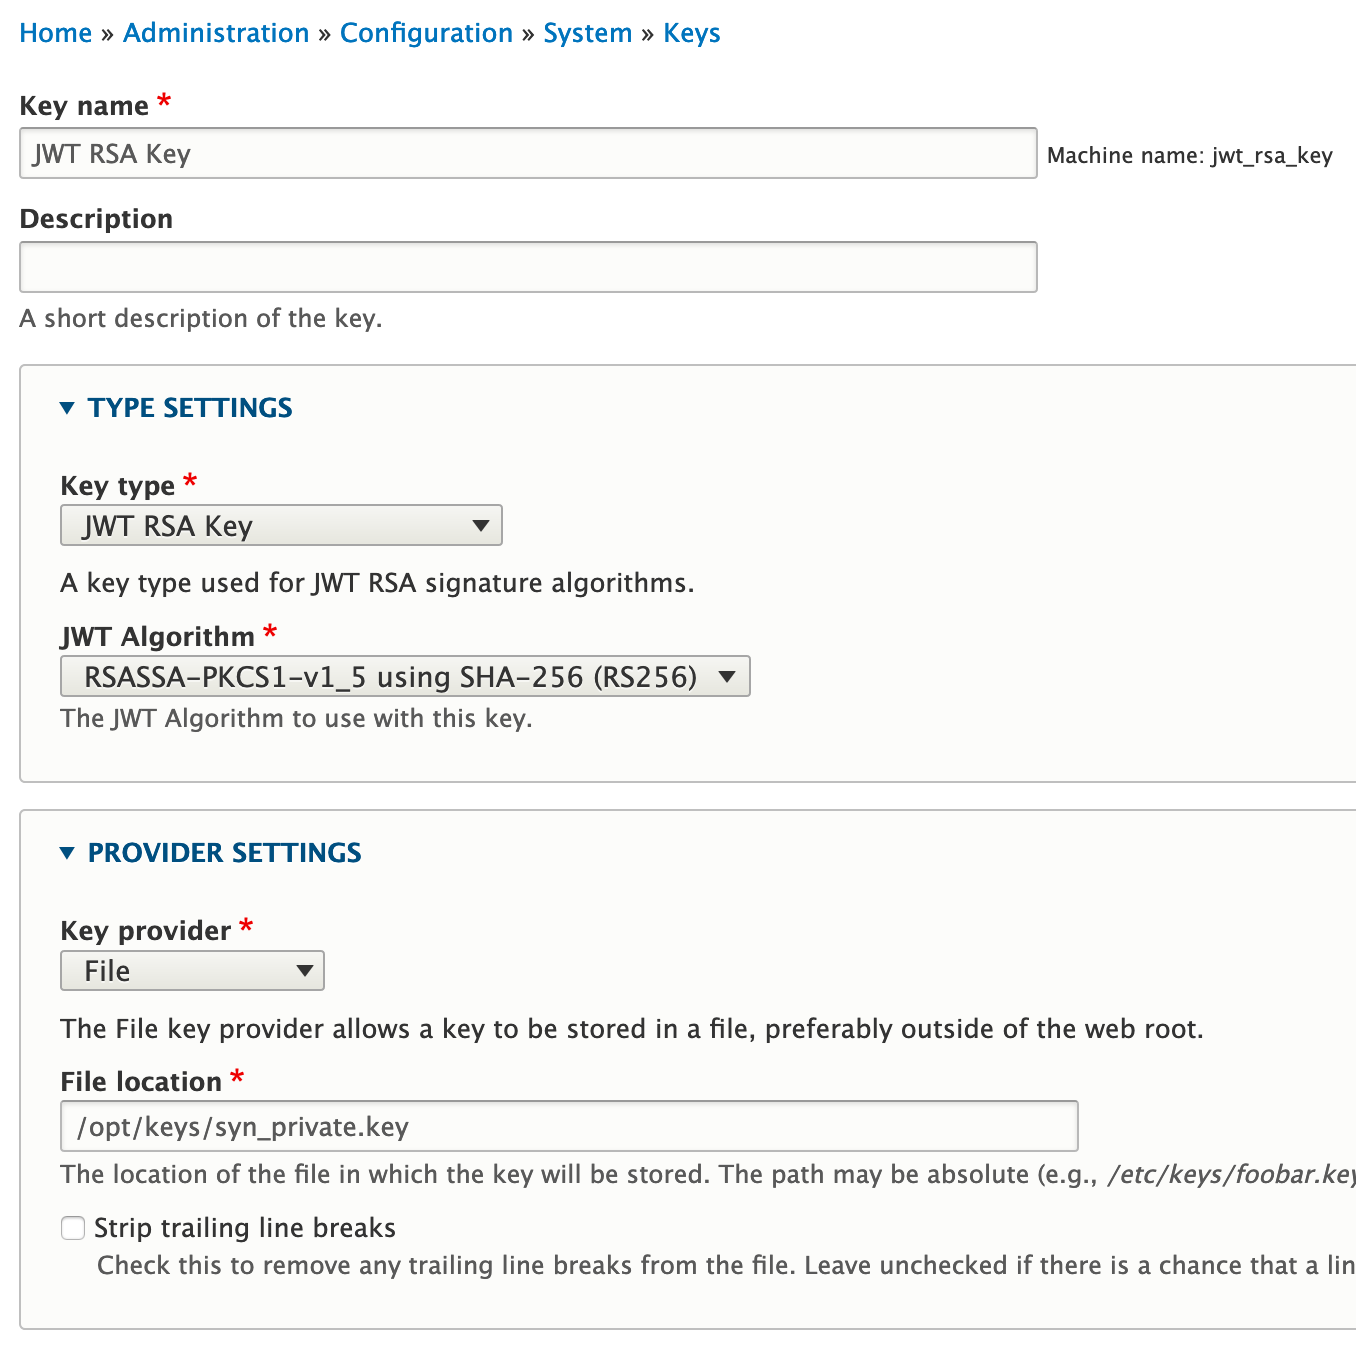 Home » Administration » Configuration » System » Keys
Key name *
JWT RSA Key
Machine name: jwt_rsa_key
Description
A short description of the key.
TYPE SETTINGS
Key type *
JWT RSA Key
A key type used for JWT RSA signature algorithms.
JWT Algorithm *
RSASSA-PKCS1-v1_5 using SHA-256 (RS256)
The JWT Algorithm to use with this key.
PROVIDER SETTINGS
Key provider *
File
The File key provider allows a key to be stored in a file, preferably outside of the web root.
File location *
/opt/keys/syn_private.key
The location of the file in which the key will be stored. The path may be absolute (e.g., /etc/keys/foobar.key
Strip trailing line breaks
Check this to remove any trailing line breaks from the file. Leave unchecked if there is a chance that a lin